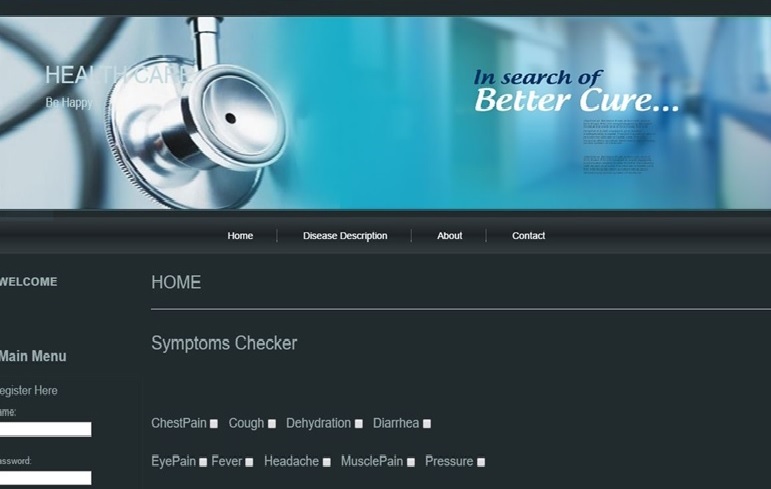 HEALTH CARE
Be Happy
In search of
Better Cure...
Home Disease Description About Contact
WELCOME
HOME
Main Menu
Symptoms Checker
egister Here
ame:
assword:
ChestPain Cough Dehydration Diarrhea
EyePain Fever Headache MusclePain Pressure